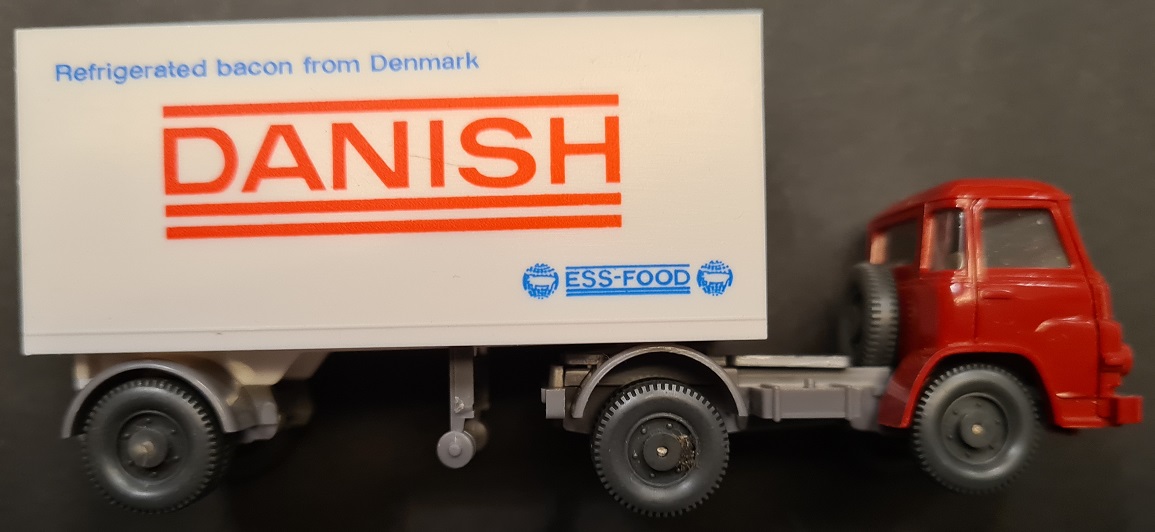 Refrigerated bacon from Denmark
DANISH
ESS-FOOD